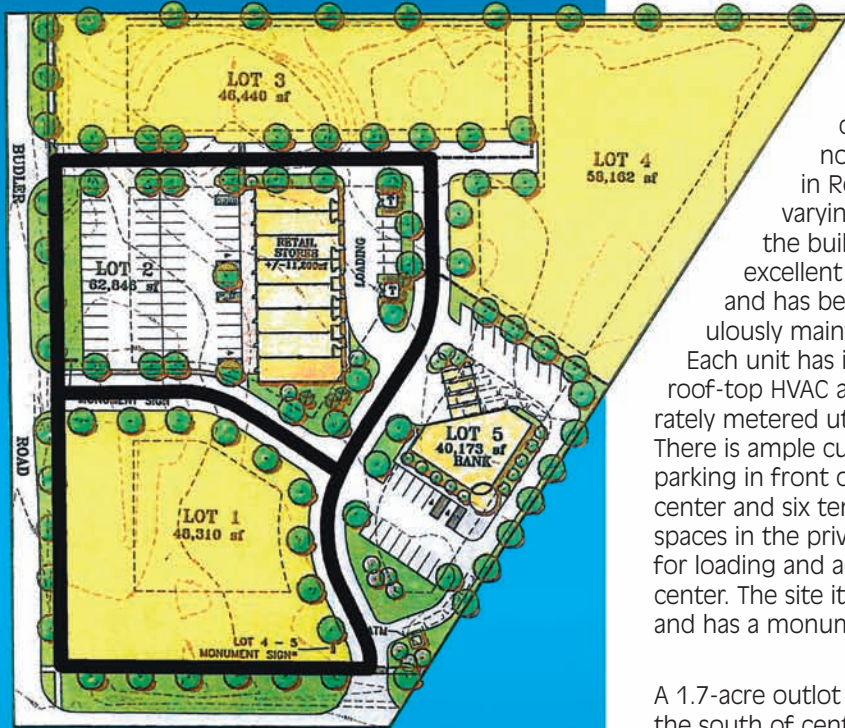 LOT 3
46,440 sf
LOT 4
58,162 sf
BUDLER
ROAD
LOT 2
62,846 sf
RETAIL
STORES
LOADING
T
T
MONUMENT SIGN
LOT 5
40,173 sf
BANK
LOT 1
48,310 sf
LOT 4 - 5
MONUMENT SIGN
ATM
no
in Ro
varying
the buil
excellent
and has be
ulously main
Each unit has i
roof-top HVAC a
rately metered ut
There is ample cu
parking in front o
center and six ter
spaces in the priv
for loading and a
center. The site it
and has a monun
A 1.7-acre outlot
the south of cent